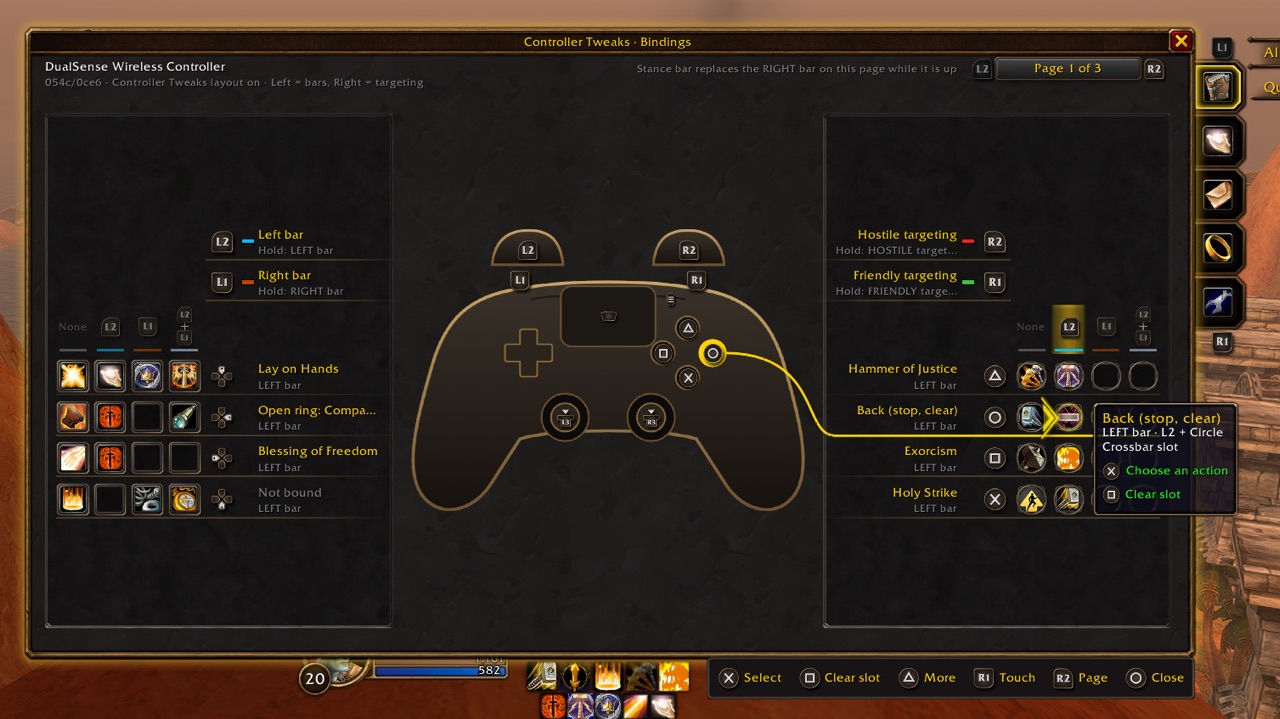 Controller Tweaks · Bindings
DualSense Wireless Controller
054c/0ce6 · Controller Tweaks layout on · Left = bars, Right = targeting
Stance bar replaces the RIGHT bar on this page while it is up
L2
Page 1 of 3
R2
L1
Al
Qu
R1
L2
Left bar
Hold: LEFT bar
L1
Right bar
Hold: RIGHT bar
None
L2
L1
L2
+
L1
Lay on Hands
LEFT bar
Open ring: Compa...
LEFT bar
Blessing of Freedom
LEFT bar
Not bound
LEFT bar
L2
R2
L1
R1
L3
R3
Hostile targeting
Hold: HOSTILE target...
R2
Friendly targeting
Hold: FRIENDLY targe...
R1
None
L2
L1
L2
+
L1
Hammer of Justice
LEFT bar
Back (stop, clear)
LEFT bar
Exorcism
LEFT bar
Holy Strike
LEFT bar
Back (stop, clear)
LEFT bar · L2 + Circle
Crossbar slot
Choose an action
Clear slot
20
582
Select
Clear slot
More
R1
Touch
R2
Page
Close